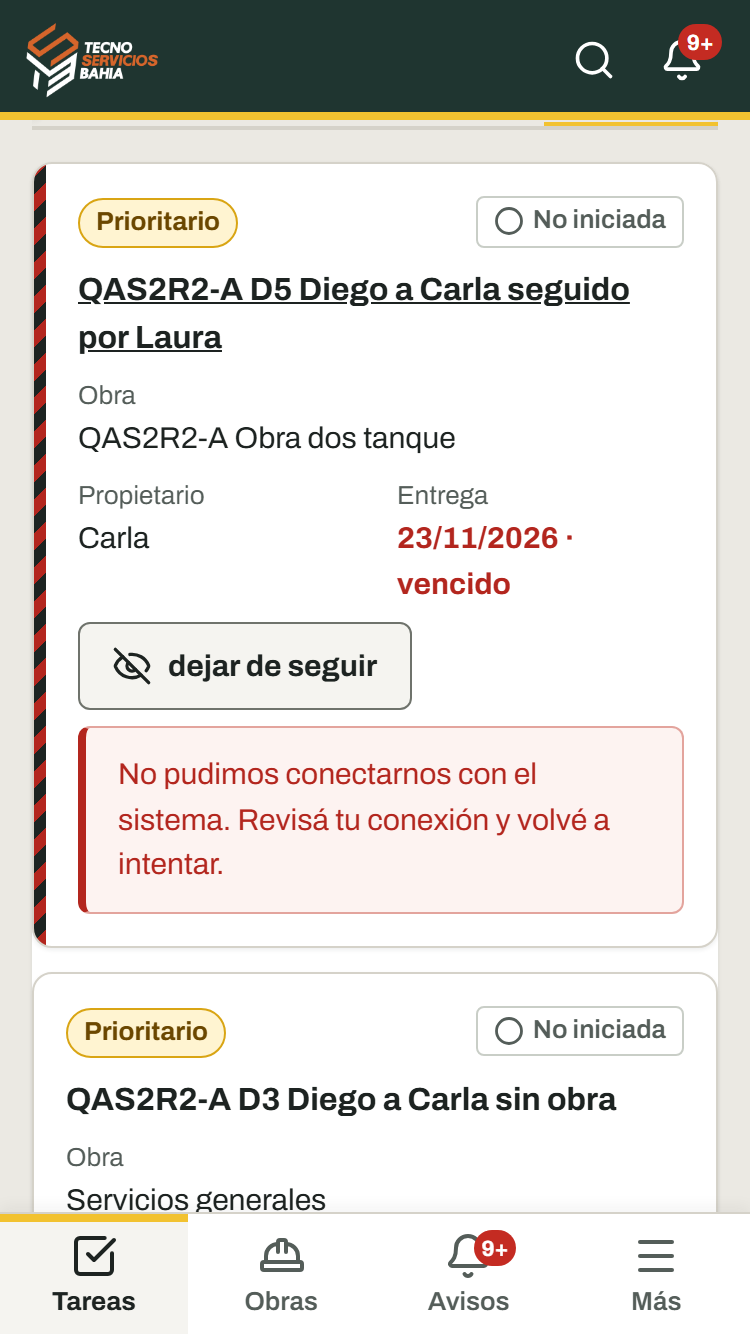 TECNO
SERVICIOS
BAHIA
9+
Prioritario
No iniciada
QAS2R2-A D5 Diego a Carla seguido
por Laura
Obra
QAS2R2-A Obra dos tanque
Propietario
Entrega
Carla
23/11/2026 ·
vencido
dejar de seguir
No pudimos conectarnos con el
sistema. Revisá tu conexión y volvé a
intentar.
Prioritario
No iniciada
QAS2R2-A D3 Diego a Carla sin obra
Obra
Servicios generales
9+
Tareas
Obras
Avisos
Más